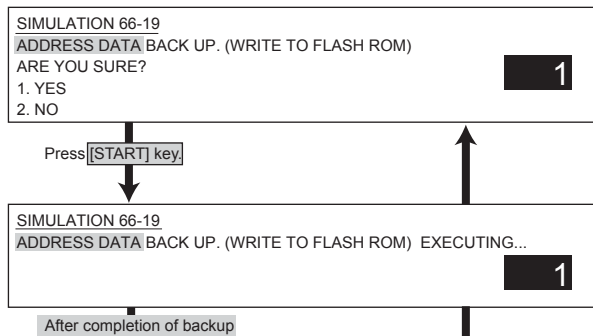 SIMULATION 66-19
ADDRESS DATA BACK UP. (WRITE TO FLASH ROM)
ARE YOU SURE?
1. YES
2. NO
1
Press [START] key.
SIMULATION 66-19
ADDRESS DATA BACK UP. (WRITE TO FLASH ROM) EXECUTING...
1
After completion of backup